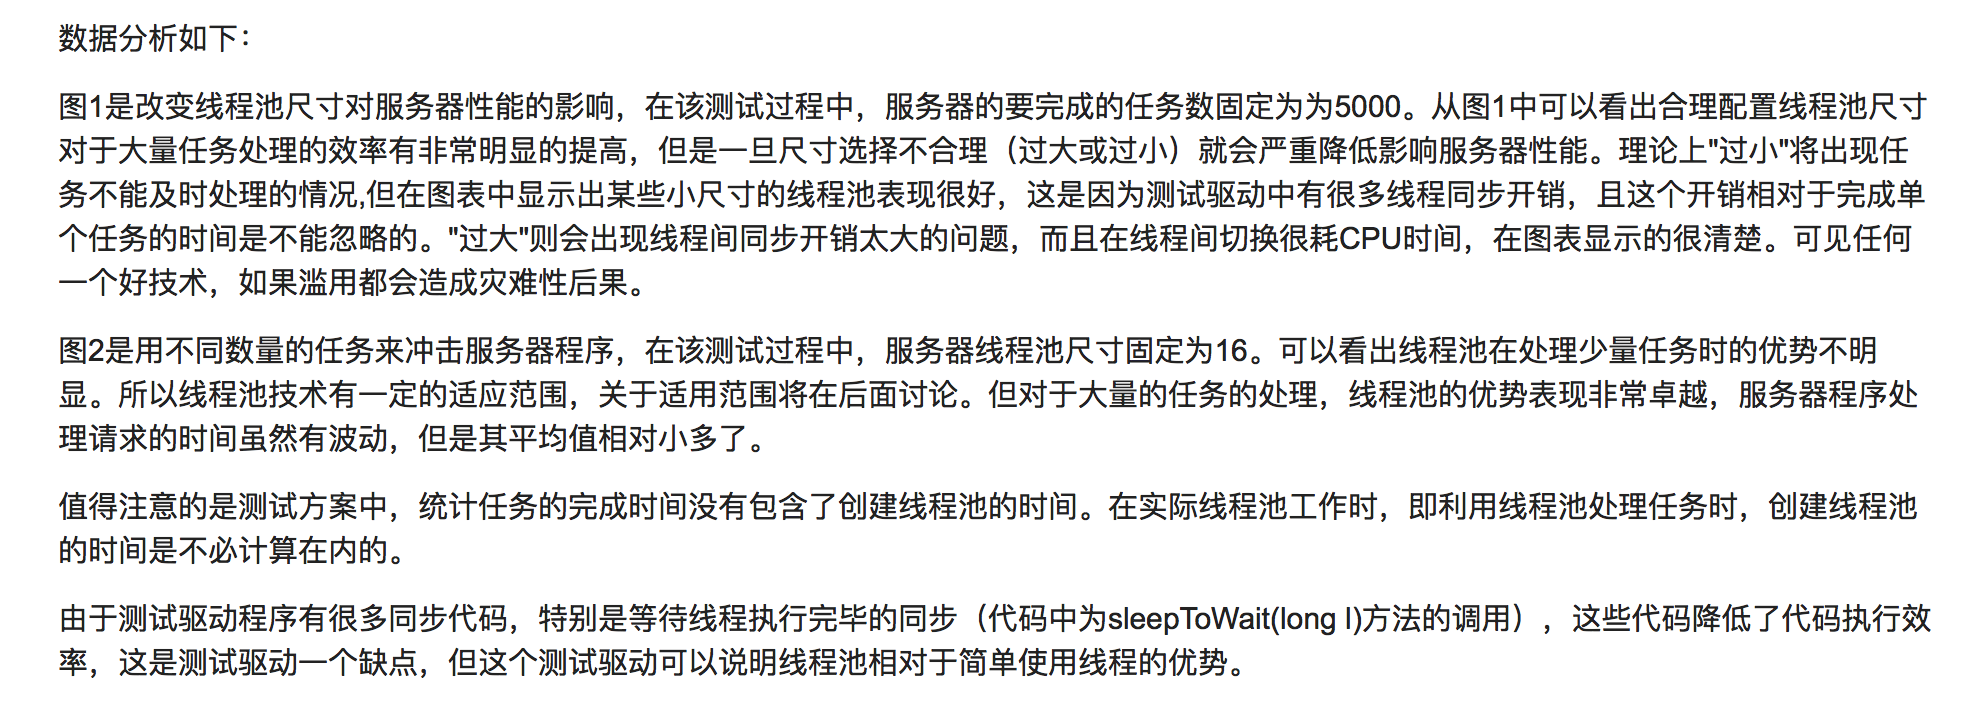 数据分析如下：
图1是改变线程池尺寸对服务器性能的影响，在该测试过程中，服务器的要完成的任务数固定为为5000。从图1中可以看出合理配置线程池尺寸
对于大量任务处理的效率有非常明显的提高，但是一旦尺寸选择不合理（过大或过小）就会严重降低影响服务器性能。理论上"过小"将出现任
务不能及时处理的情况,但在图表中显示出某些小尺寸的线程池表现很好，这是因为测试驱动中有很多线程同步开销，且这个开销相对于完成单
个任务的时间是不能忽略的。"过大"则会出现线程间同步开销太大的问题，而且在线程间切换很耗CPU时间，在图表显示的很清楚。可见任何
一个好技术，如果滥用都会造成灾难性后果。
图2是用不同数量的任务来冲击服务器程序，在该测试过程中，服务器线程池尺寸固定为16。可以看出线程池在处理少量任务时的优势不明
显。所以线程池技术有一定的适应范围，关于适用范围将在后面讨论。但对于大量的任务的处理，线程池的优势表现非常卓越，服务器程序处
理请求的时间虽然有波动，但是其平均值相对小多了。
值得注意的是测试方案中，统计任务的完成时间没有包含了创建线程池的时间。在实际线程池工作时，即利用线程池处理任务时，创建线程池
的时间是不必计算在内的。
由于测试驱动程序有很多同步代码，特别是等待线程执行完毕的同步（代码中为sleepToWait(long l)方法的调用），这些代码降低了代码执行效
率，这是测试驱动一个缺点，但这个测试驱动可以说明线程池相对于简单使用线程的优势。